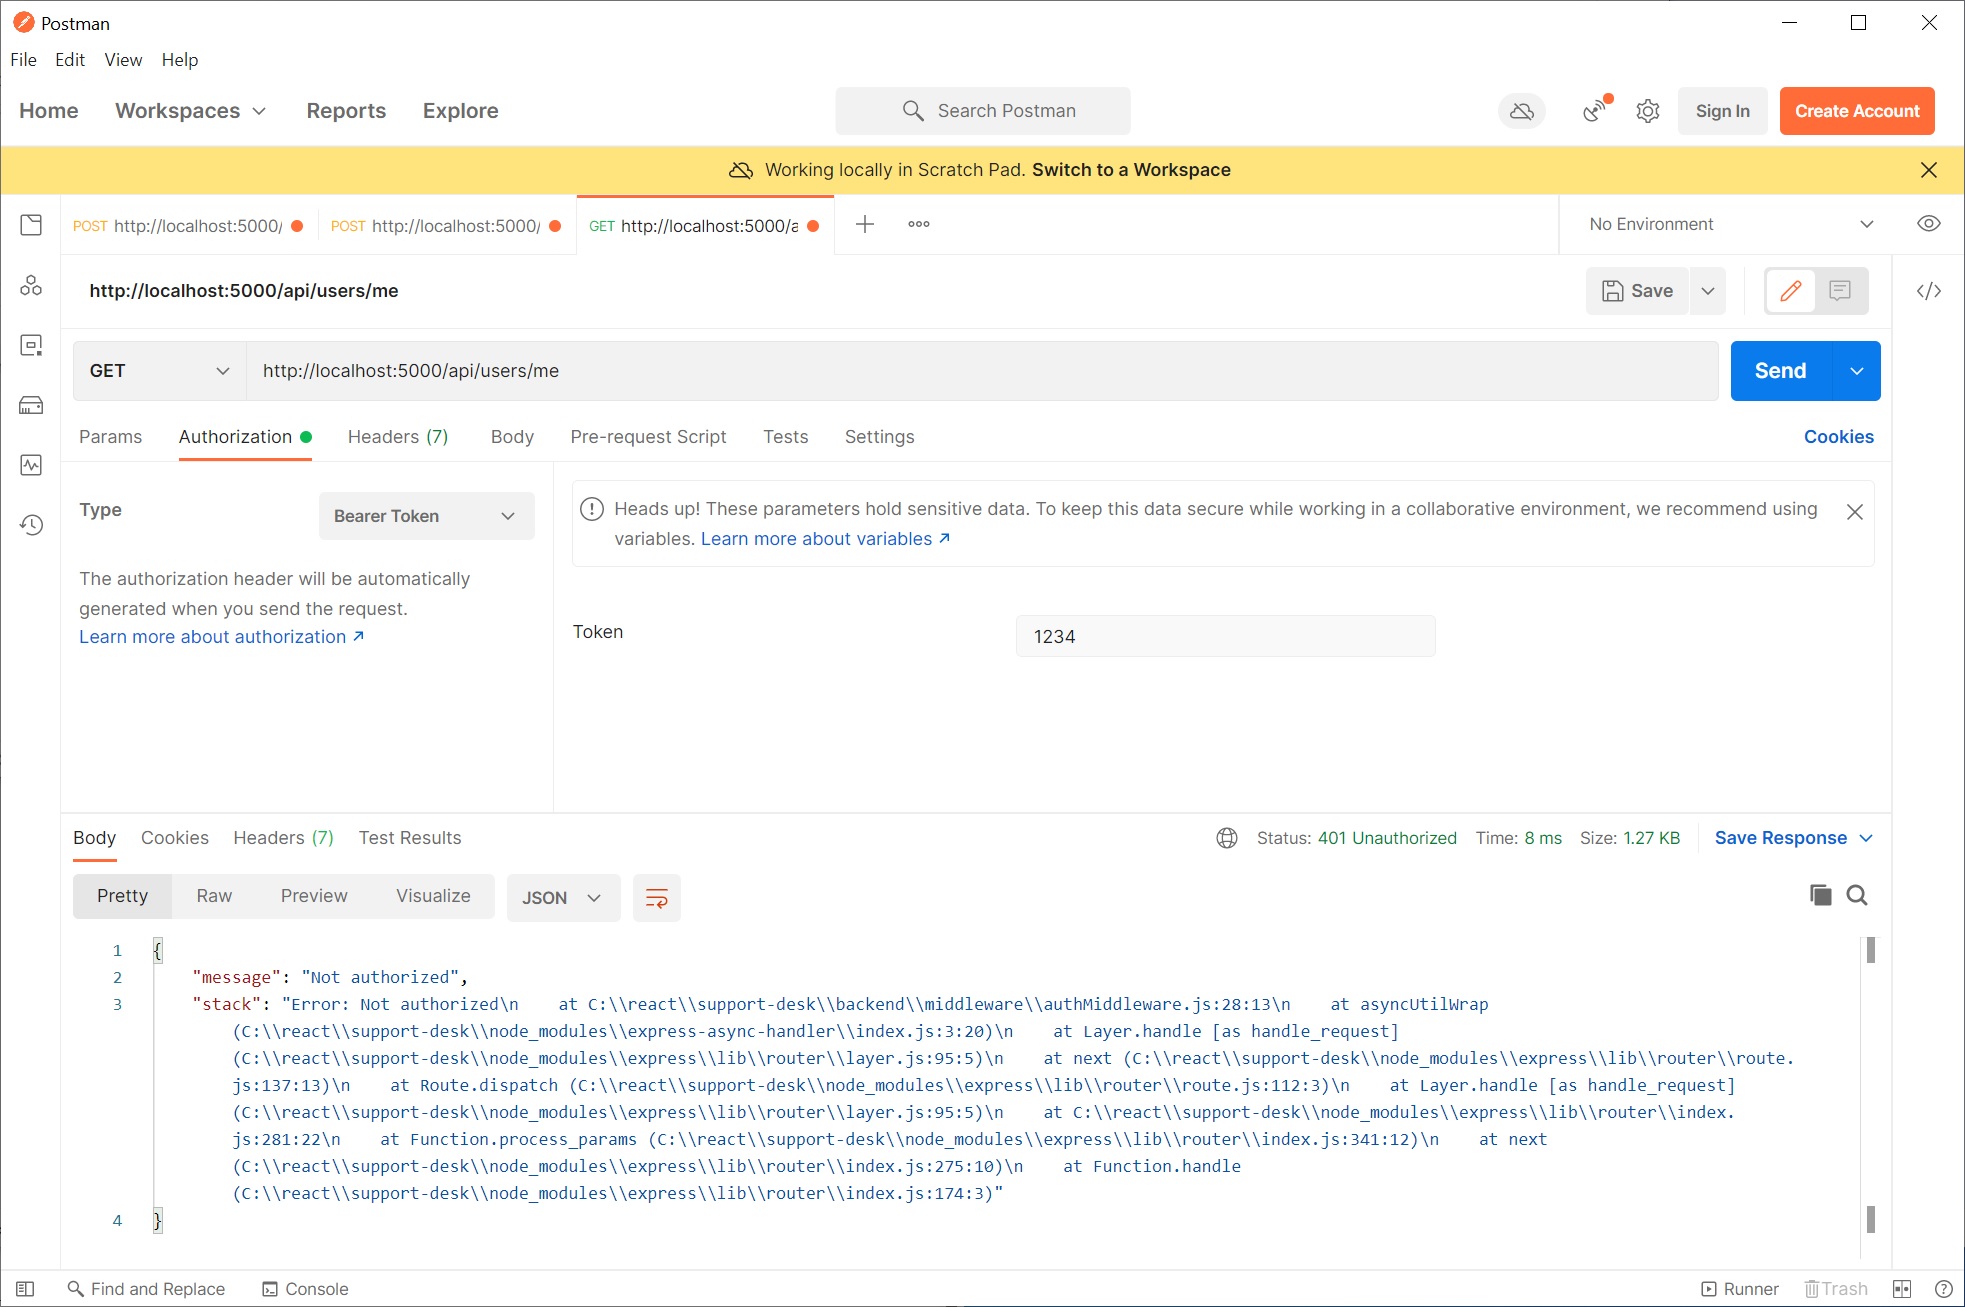 Postman
File Edit View Help
Home Workspaces Reports Explore Search Postman Sign In Create Account
Working locally in Scratch Pad. Switch to a Workspace
POST http://localhost:5000/ POST http://localhost:5000/ GET http://localhost:5000/a No Environment
http://localhost:5000/api/users/me Save
GET http://localhost:5000/api/users/me Send
Params Authorization Headers (7) Body Pre-request Script Tests Settings Cookies
Type Bearer Token
The authorization header will be automatically
generated when you send the request.
Learn more about authorization ↗
Heads up! These parameters hold sensitive data. To keep this data secure while working in a collaborative environment, we recommend using
variables. Learn more about variables ↗
Token 1234
Body Cookies Headers (7) Test Results Status: 401 Unauthorized Time: 8 ms Size: 1.27 KB Save Response
Pretty Raw Preview Visualize JSON
1 {
2 "message": "Not authorized",
3 "stack": "Error: Not authorized\n    at C:\\react\\support-desk\\backend\\middleware\\authMiddleware.js:28:13\n    at asyncUtilWrap
(C:\\react\\support-desk\\node_modules\\express-async-handler\\index.js:3:20)\n    at Layer.handle [as handle_request]
(C:\\react\\support-desk\\node_modules\\express\\lib\\router\\layer.js:95:5)\n    at next (C:\\react\\support-desk\\node_modules\\express\\lib\\router\\route.
js:137:13)\n    at Route.dispatch (C:\\react\\support-desk\\node_modules\\express\\lib\\router\\route.js:112:3)\n    at Layer.handle [as handle_request]
(C:\\react\\support-desk\\node_modules\\express\\lib\\router\\layer.js:95:5)\n    at C:\\react\\support-desk\\node_modules\\express\\lib\\router\\index.
js:281:22\n    at Function.process_params (C:\\react\\support-desk\\node_modules\\express\\lib\\router\\index.js:341:12)\n    at next
(C:\\react\\support-desk\\node_modules\\express\\lib\\router\\index.js:275:10)\n    at Function.handle
(C:\\react\\support-desk\\node_modules\\express\\lib\\router\\index.js:174:3)"
4 }
Find and Replace Console Runner Trash